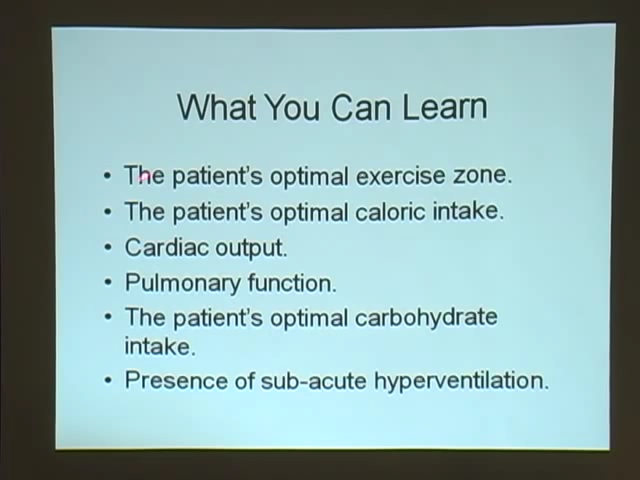 What You Can Learn
• The patient's optimal exercise zone.
• The patient's optimal caloric intake.
• Cardiac output.
• Pulmonary function.
• The patient's optimal carbohydrate
intake.
• Presence of sub-acute hyperventilation.